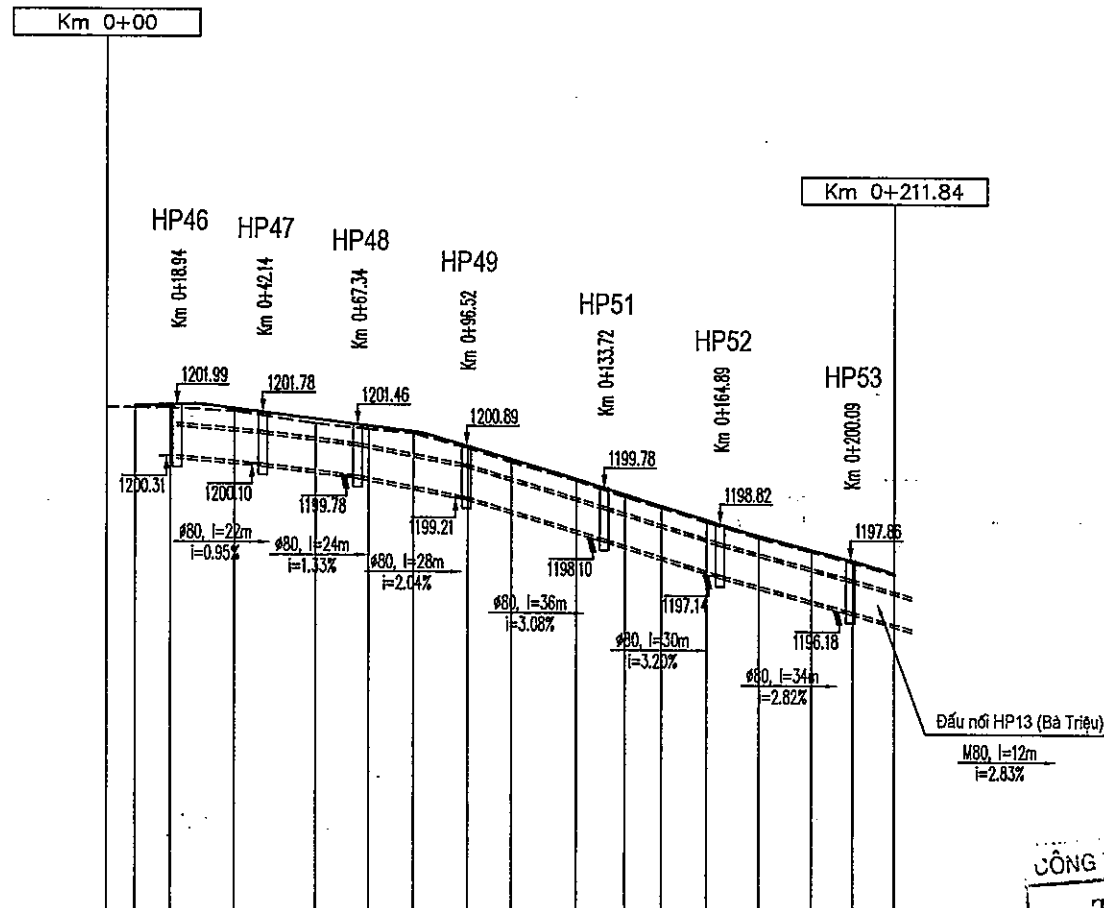 Km 0+00
Km 0+211.84
HP46
HP47
HP48
HP49
HP51
HP52
HP53
Km 0+18.94
Km 0+42.14
Km 0+67.34
Km 0+96.52
Km 0+133.72
Km 0+164.89
Km 0+200.09
1201.99
1201.78
1201.46
1200.89
1199.78
1198.82
1197.86
1200.31
1200.10
1199.78
1199.21
1198.10
1197.14
1196.18
ø80, l=22m
i=0.95%
ø80, l=24m
i=1.33%
ø80, l=28m
i=2.04%
ø80, l=36m
i=3.08%
ø80, l=30m
i=3.20%
ø80, l=34m
i=2.82%
Đấu nối HP13 (Bà Triệu)
M80, l=12m
i=2.83%
CÔNG